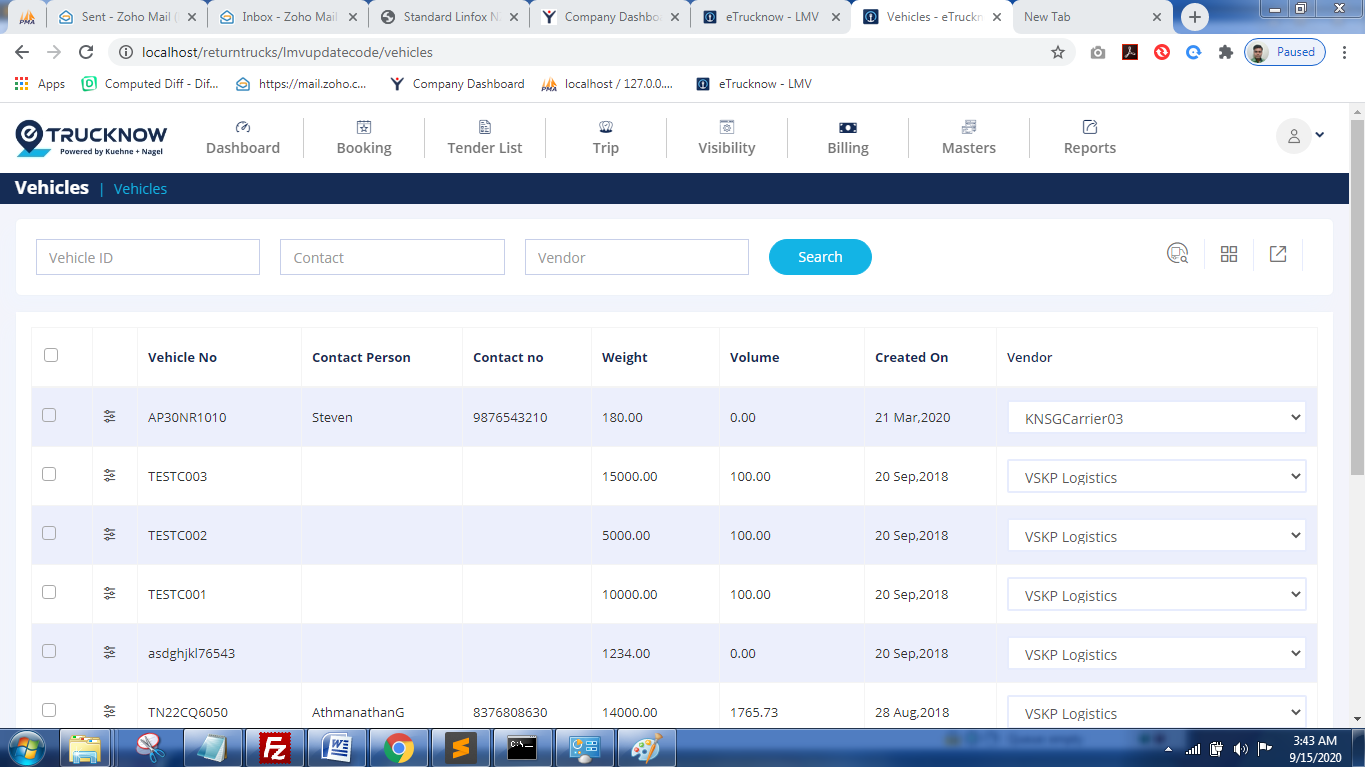 Sent - Zoho Mail (
Inbox - Zoho Mail
Standard Linfox N
Company Dashbo
eTrucknow - LMV
Vehicles - eTruckn
New Tab
localhost/returntrucks/lmvupdatecode/vehicles
Paused
Apps
Computed Diff - Dif...
https://mail.zoho.c...
Company Dashboard
localhost / 127.0.0....
eTrucknow - LMV
TRUCKNOW
Powered by Kuehne + Nagel
Dashboard
Booking
Tender List
Trip
Visibility
Billing
Masters
Reports
Vehicles | Vehicles
Vehicle ID
Contact
Vendor
Search
Vehicle No Contact Person Contact no Weight Volume Created On Vendor
AP30NR1010 Steven 9876543210 180.00 0.00 21 Mar,2020 KNSGCarrier03
TESTC003 15000.00 100.00 20 Sep,2018 VSKP Logistics
TESTC002 5000.00 100.00 20 Sep,2018 VSKP Logistics
TESTC001 10000.00 100.00 20 Sep,2018 VSKP Logistics
asdghjkl76543 1234.00 0.00 20 Sep,2018 VSKP Logistics
TN22CQ6050 AthmanathanG 8376808630 14000.00 1765.73 28 Aug,2018 VSKP Logistics
3:43 AM
9/15/2020